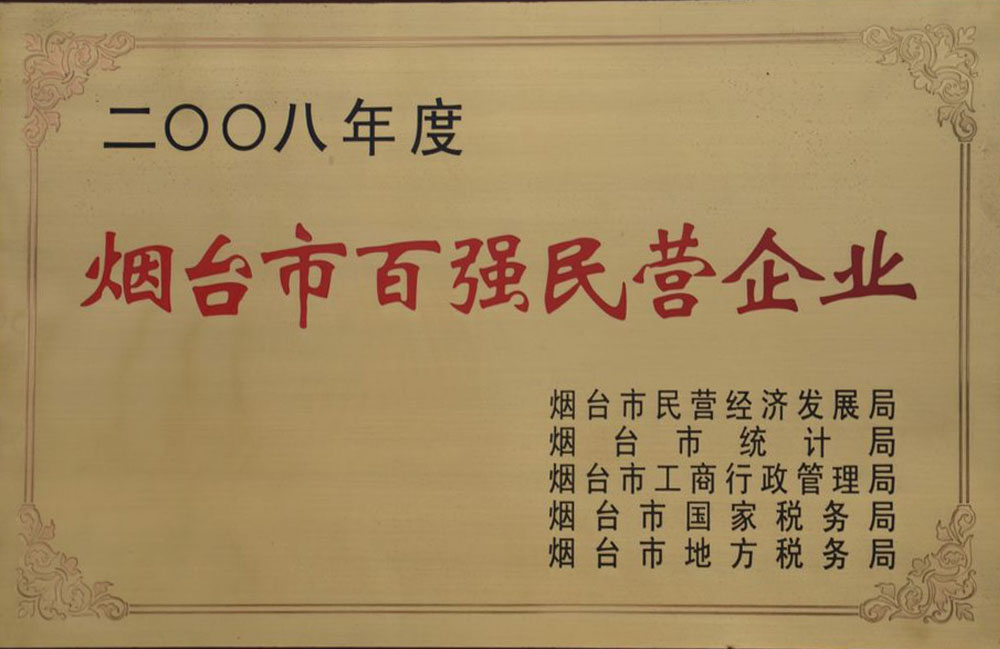 二〇〇八年度
烟台市百强民营企业
烟台市民营经济发展局
烟台市统计局
烟台市工商行政管理局
烟台市国家税务局
烟台市地方税务局